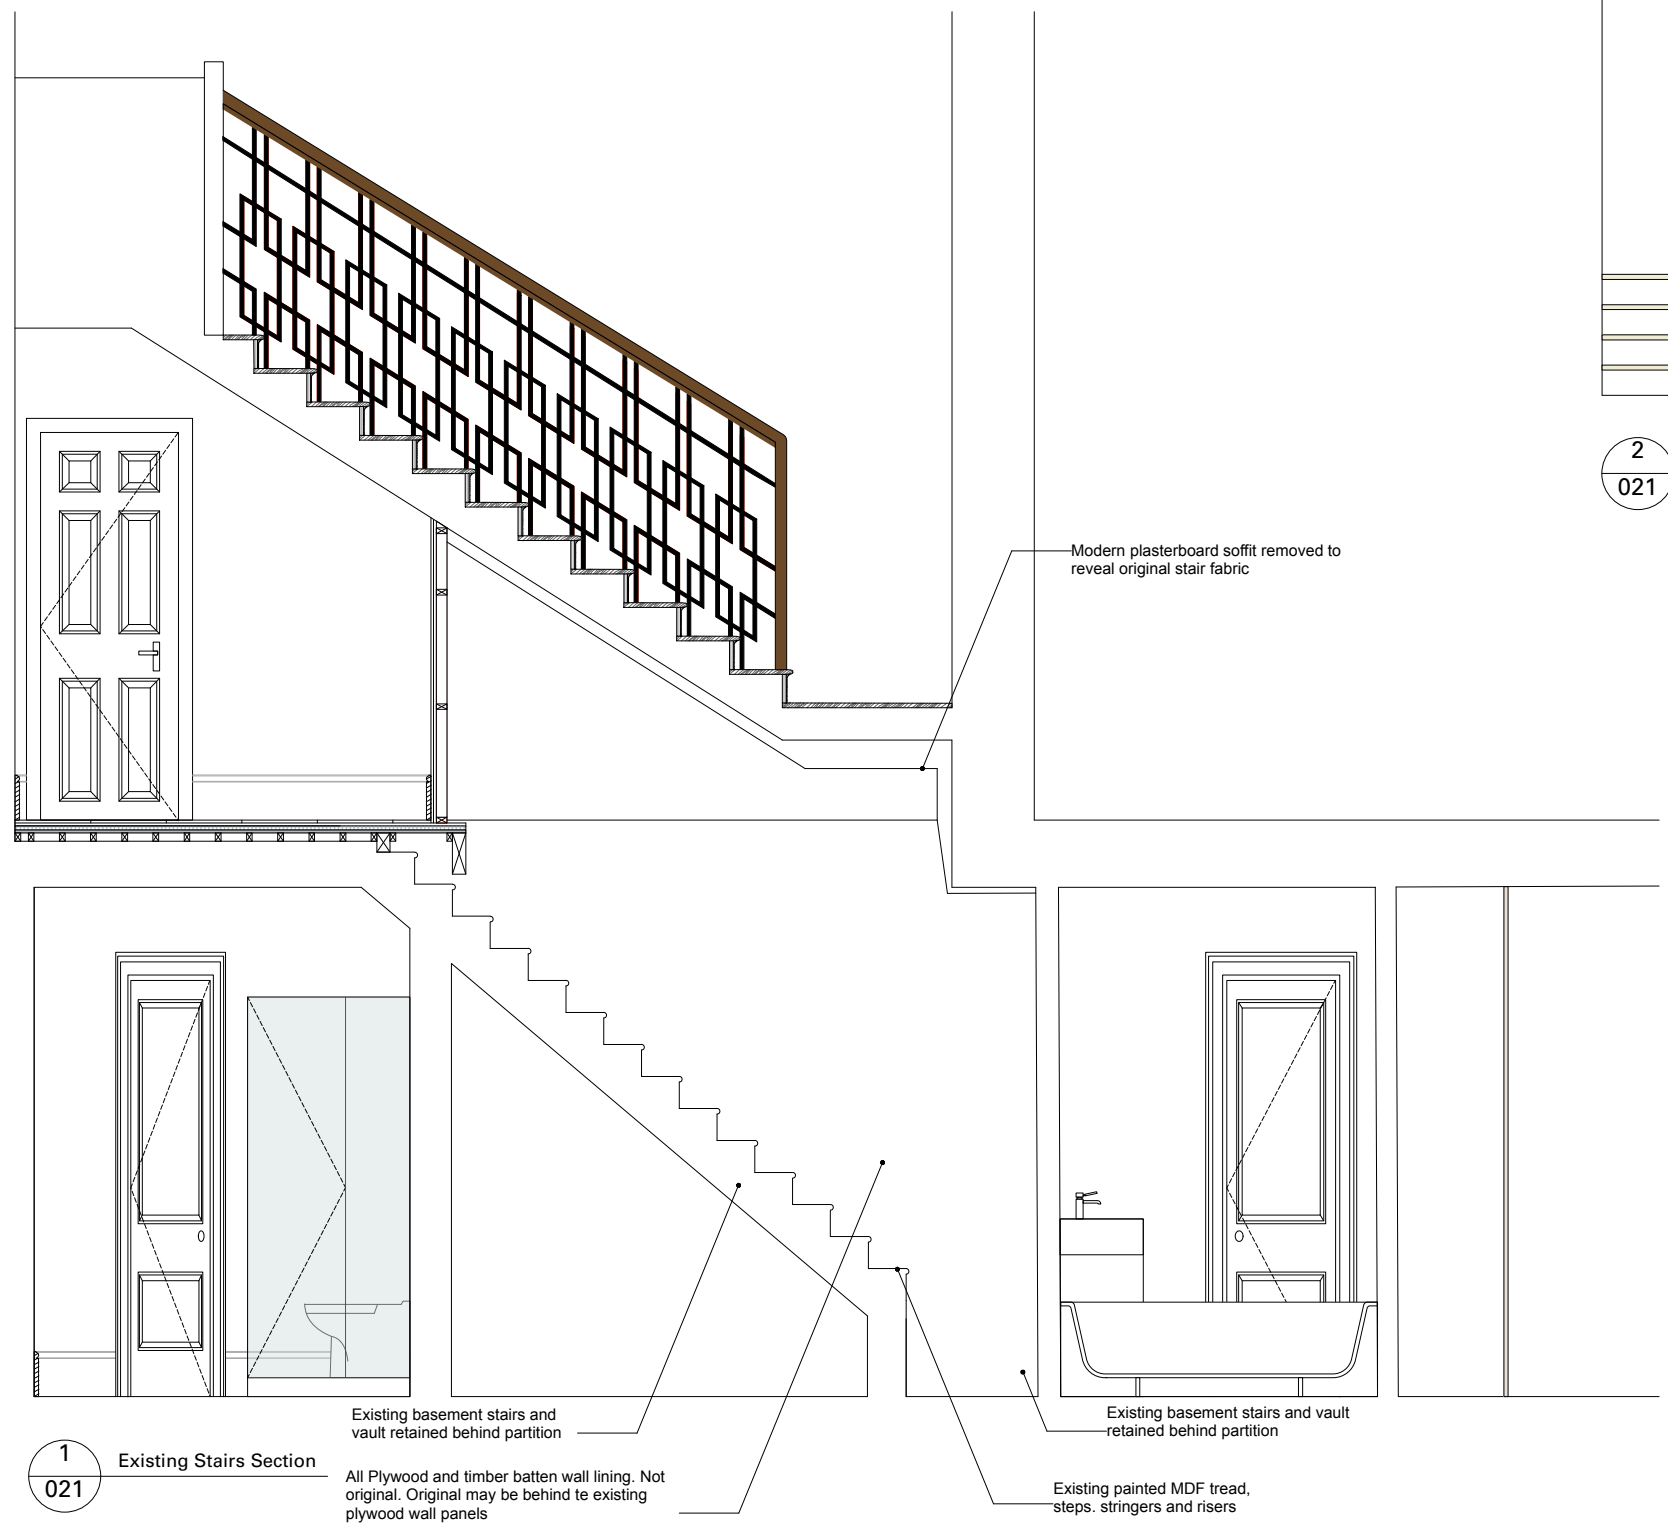 2
021
Modern plasterboard soffit removed to
reveal original stair fabric
Existing basement stairs and
vault retained behind partition
Existing basement stairs and vault
retained behind partition
1
021
Existing Stairs Section
All Plywood and timber batten wall lining. Not
original. Original may be behind te existing
plywood wall panels
Existing painted MDF tread,
steps. stringers and risers